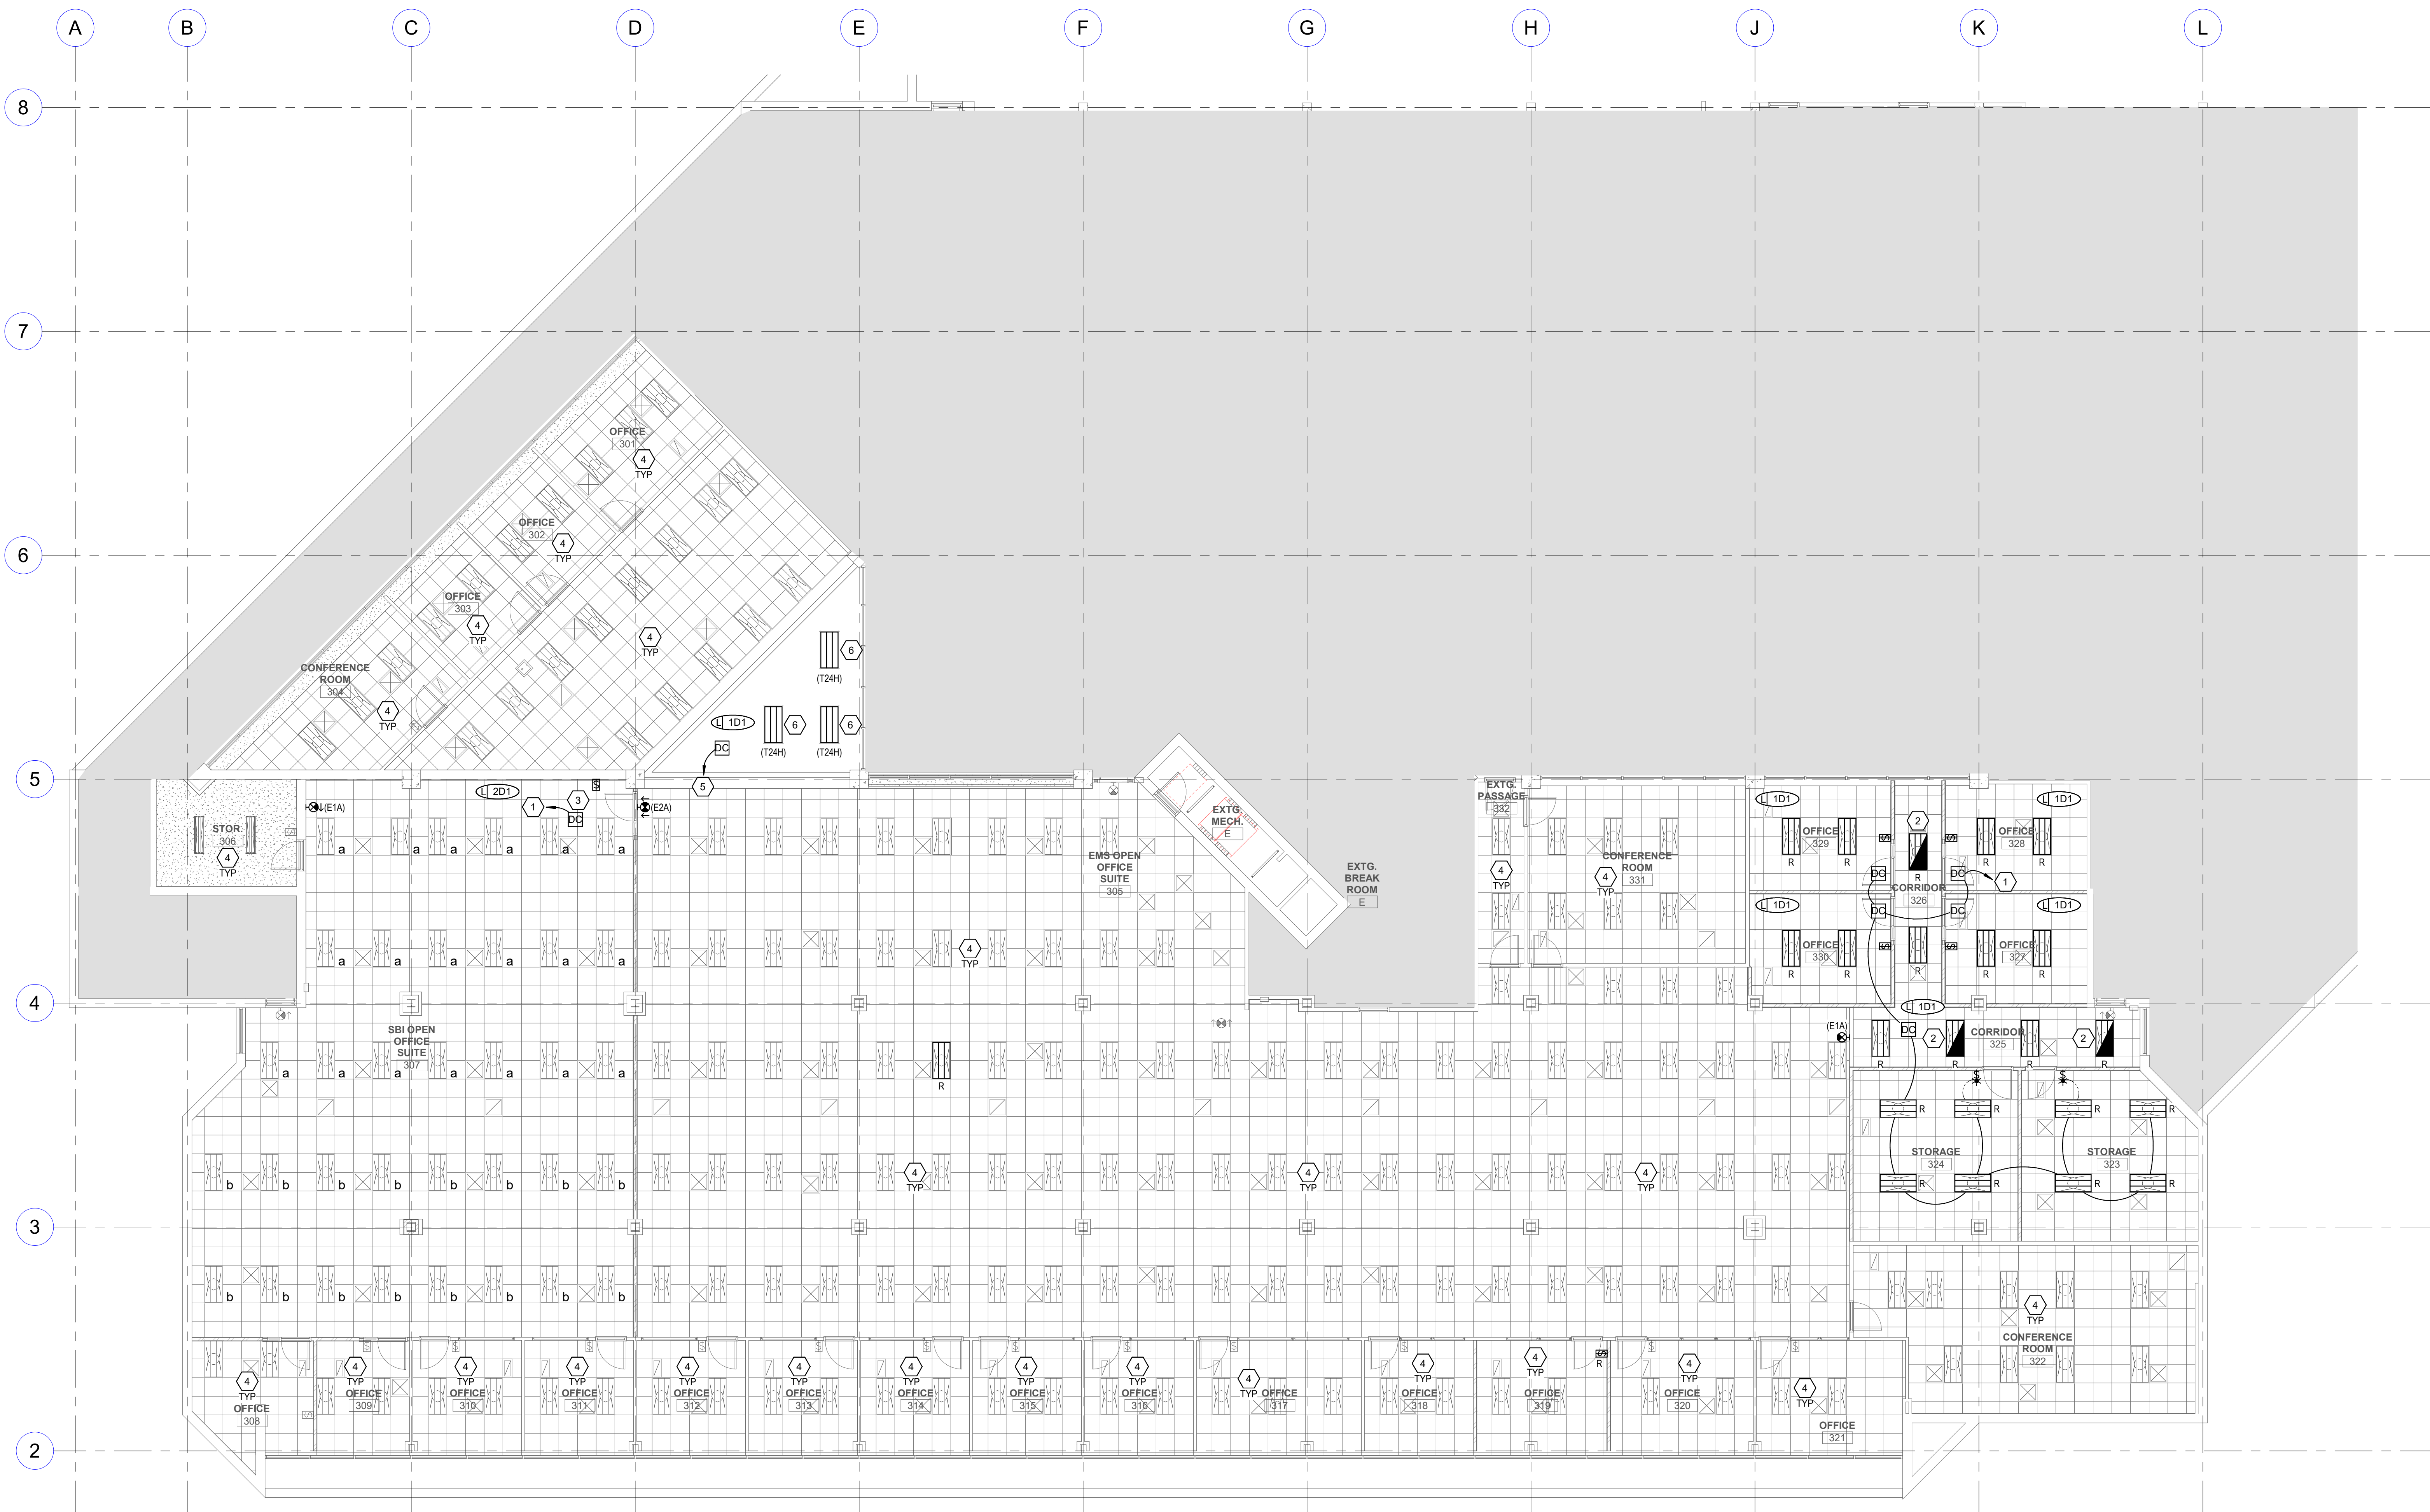 A
B
C
D
E
F
G
H
J
K
L
8
7
6
5
4
3
2
OFFICE
301
4
TYP
OFFICE
302
4
TYP
OFFICE
303
4
TYP
4
TYP
CONFERENCE
ROOM
304
4
TYP
6
(T24H)
L 1D1
6
(T24H)
6
(T24H)
DC
5
L 2D1
(E1A)
1
3
DC
$
(E2A)
STOR.
306
4
TYP
a a a a a a
EMS OPEN
OFFICE
SUITE
305
EXTG.
MECH.
E
EXTG.
BREAK
ROOM
E
EXTG.
PASSAGE
332
4
TYP
CONFERENCE
ROOM
331
4
TYP
L 1D1
OFFICE
329
R R
2
R
L 1D1
OFFICE
328
R R
DC
DC
1
CORRIDOR
326
DC
DC
L 1D1
OFFICE
330
R R
R
L 1D1
OFFICE
327
R R
4
TYP
a a a a a a
SBI OPEN
OFFICE
SUITE
307
a a a a a a a
R
L 1D1
(E1A)
DC
2
CORRIDOR
325
2
R R R R
$
$
R R R R
STORAGE
324
STORAGE
323
R R R R
4
TYP
4
TYP
4
TYP
b b b b b b b b
b b b b b b b b
4
TYP
CONFERENCE
ROOM
322
4
TYP
OFFICE
308
4
TYP
OFFICE
309
4
TYP
OFFICE
310
4
TYP
OFFICE
311
4
TYP
OFFICE
312
4
TYP
OFFICE
313
4
TYP
OFFICE
314
4
TYP
OFFICE
315
4
TYP
OFFICE
316
4
TYP
OFFICE
317
4
TYP
OFFICE
318
4
TYP
OFFICE
319
R
4
TYP
OFFICE
320
4
TYP
OFFICE
321